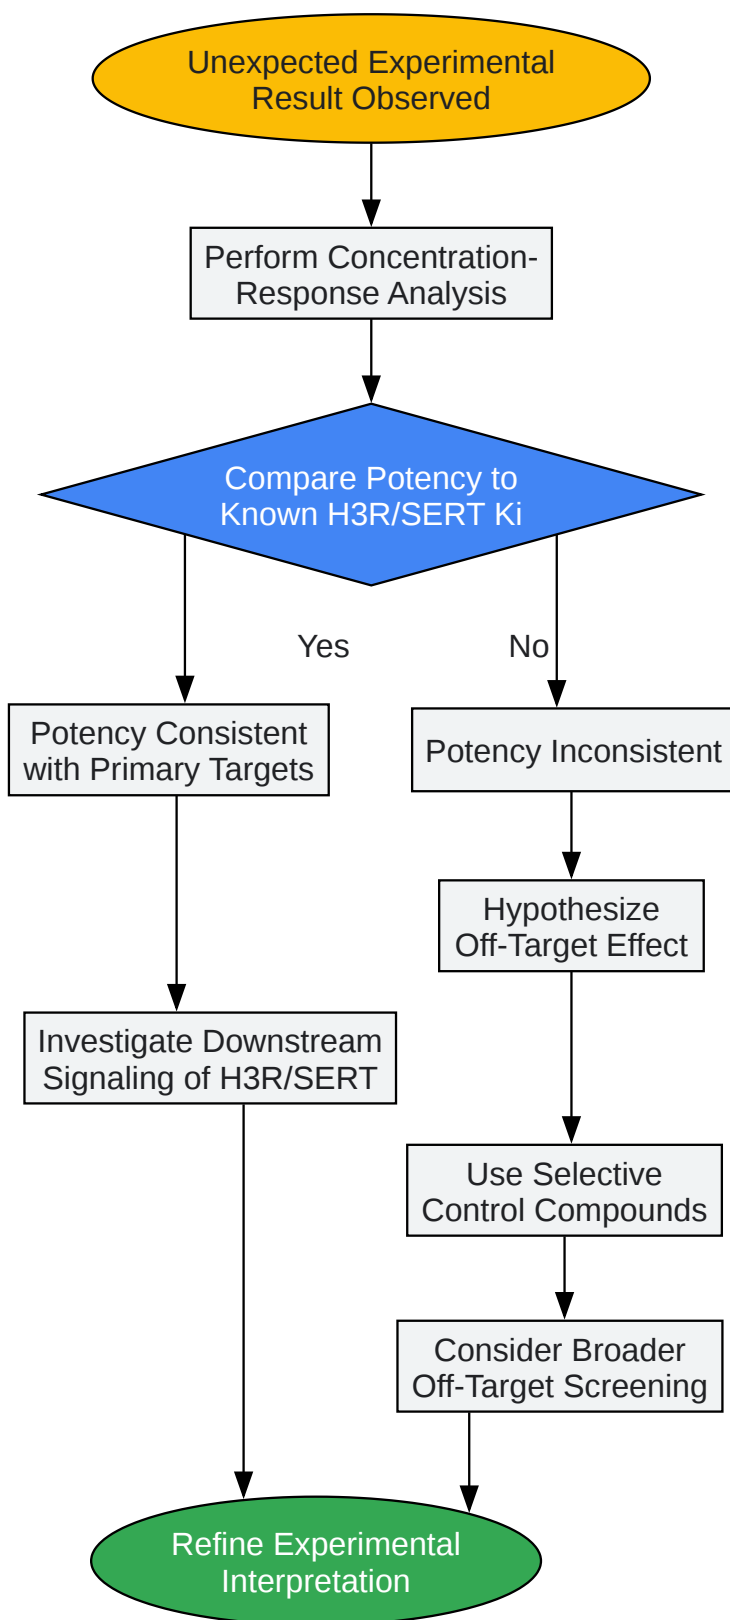 Unexpected Experimental
Result Observed
Perform Concentration-
Response Analysis
Compare Potency to
Known H3R/SERT Ki
Yes
No
Potency Consistent
with Primary Targets
Potency Inconsistent
Hypothesize
Off-Target Effect
Investigate Downstream
Signaling of H3R/SERT
Use Selective
Control Compounds
Consider Broader
Off-Target Screening
Refine Experimental
Interpretation